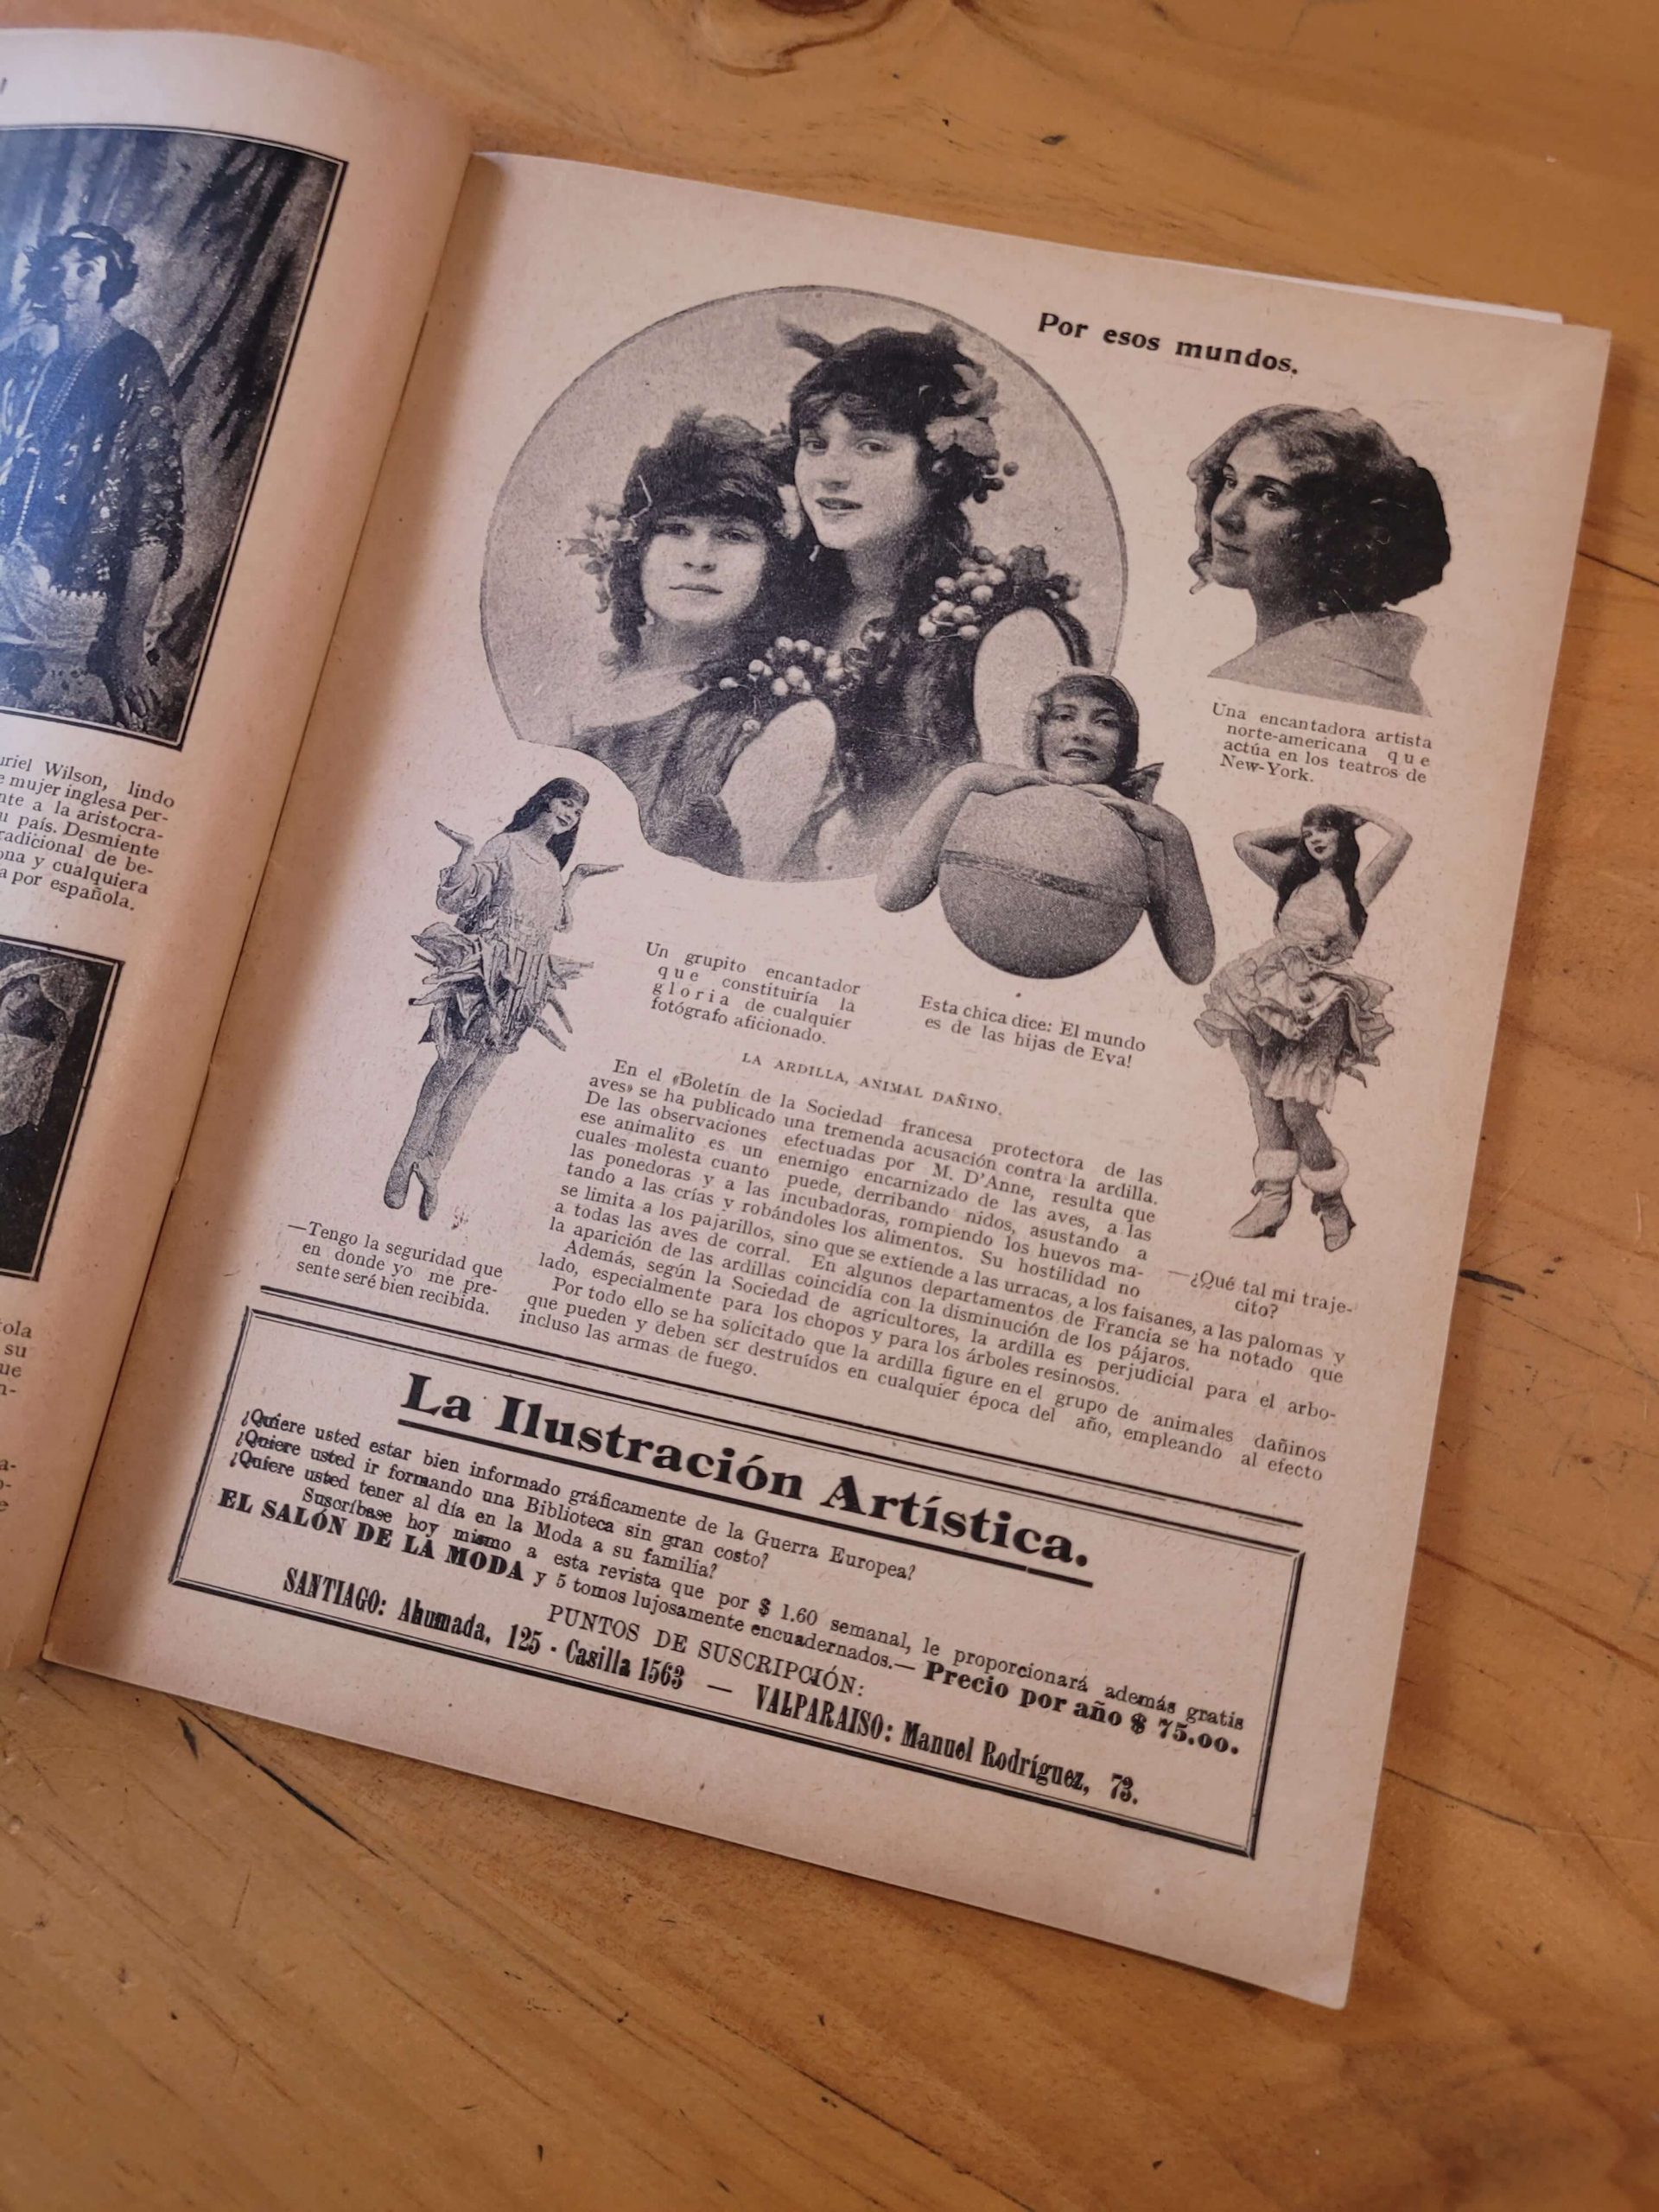 uriel Wilson, lindo
mujer inglesa per-
nte a la aristocra-
u país. Desmiente
radicional de be-
ona y cualquiera
a por española.
tola
su
ue
n-
a-
o-
e
Por esos mundos.
Una encantadora artista
norte-americana que
actúa en los teatros de
New-York.
Un grupito encantador
que constituiría la
gloria de cualquier
fotógrafo aficionado.
Esta chica dice: El mundo
es de las hijas de Eva!
LA ARDILLA, ANIMAL DAÑINO.
En el «Boletín de la Sociedad francesa protectora de las
aves» se ha publicado una tremenda acusación contra la ardilla.
De las observaciones efectuadas por M. D'Anne, resulta que
ese animalito es un enemigo encarnizado de las aves, a las
cuales molesta cuanto puede, derribando nidos, asustando a
las ponedoras y a las incubadoras, rompiendo los huevos ma-
tando a las crías y robándoles los alimentos. Su hostilidad no
se limita a los pajarillos, sino que se extiende a las urracas, a los faisanes, a las palomas y
a todas las aves de corral. En algunos departamentos de Francia se ha notado que
la aparición de las ardillas coincidía con la disminución de los pájaros.
Además, según la Sociedad de agricultores, la ardilla es perjudicial para el arbo-
lado, especialmente para los chopos y para los árboles resinosos.
Por todo ello se ha solicitado que la ardilla figure en el grupo de animales dañinos
que pueden y deben ser destruídos en cualquier época del año, empleando al efecto
incluso las armas de fuego.
—Tengo la seguridad que
en donde yo me pre-
sente seré bien recibida.
—¿Qué tal mi traje-
cito?
La Ilustración Artística.
¿Quiere usted estar bien informado gráficamente de la Guerra Europea?
¿Quiere usted ir formando una Biblioteca sin gran costo?
¿Quiere usted tener al día en la Moda a su familia?
Suscríbase hoy mismo a esta revista que por $ 1.60 semanal, le proporcionará además gratis
EL SALÓN DE LA MODA y 5 tomos lujosamente encuadernados.— Precio por año $ 75.00.
PUNTOS DE SUSCRIPCIÓN:
SANTIAGO: Ahumada, 125 - Casilla 1563 — VALPARAISO: Manuel Rodríguez, 73.